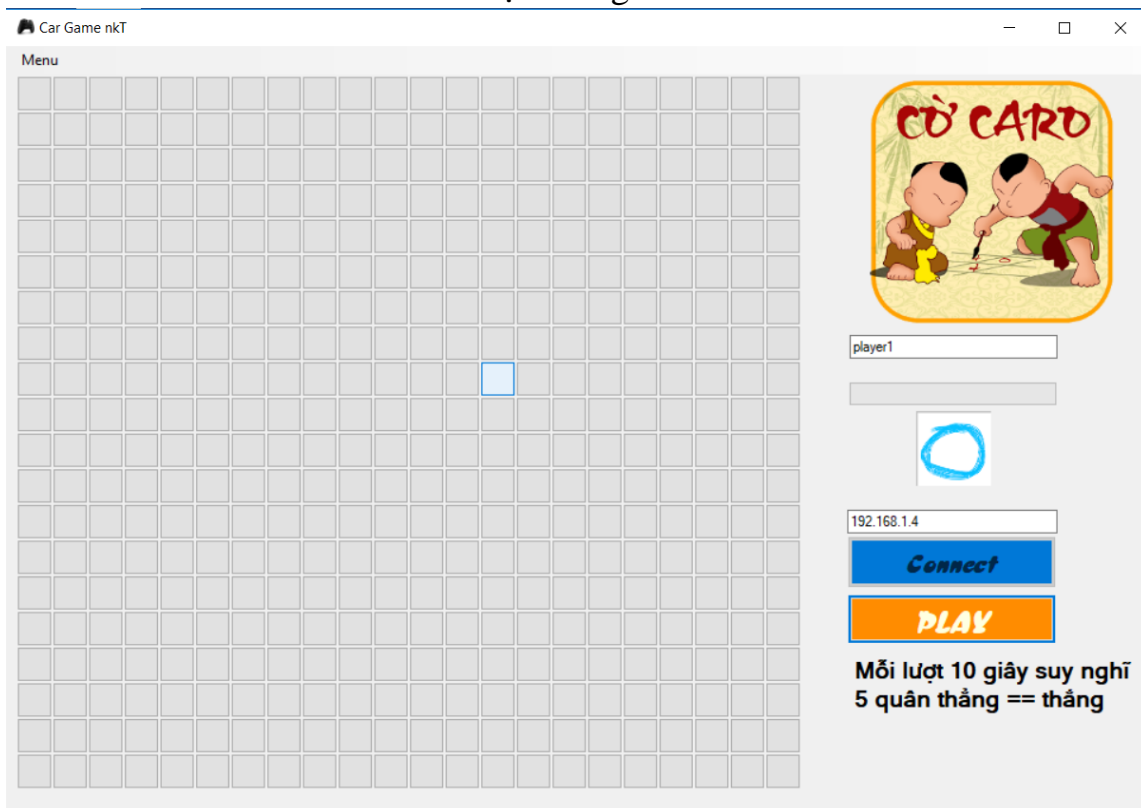 Car Game nkT
Menu
CỜ CARO
player1
192.168.1.4
Connect
PLAY
Mỗi lượt 10 giây suy nghĩ
5 quân thẳng == thắng